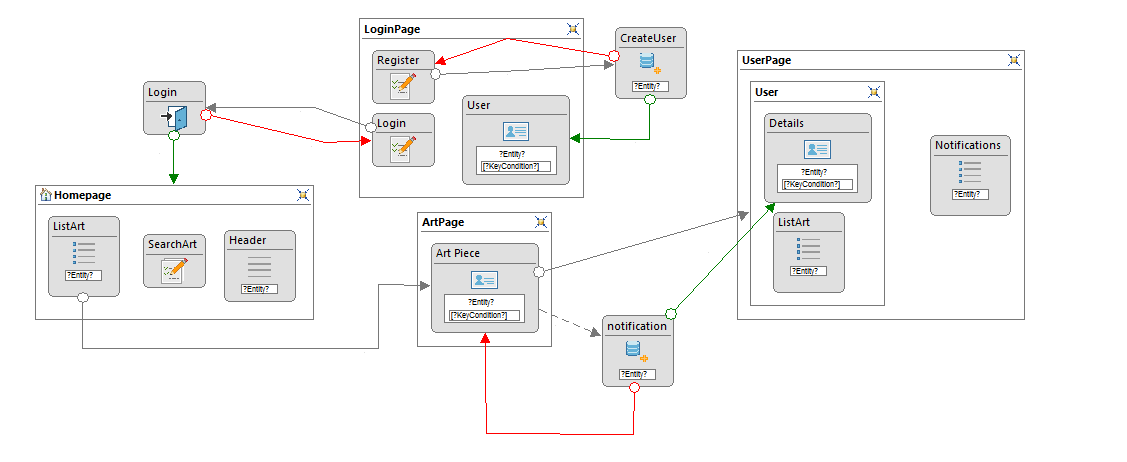 LoginPage
Register
CreateUser
?Entity?
Login
Login
User
?Entity?
[?KeyCondition?]
UserPage
User
Details
?Entity?
[?KeyCondition?]
Notifications
?Entity?
ListArt
?Entity?
Homepage
ListArt
?Entity?
SearchArt
Header
?Entity?
ArtPage
Art Piece
?Entity?
[?KeyCondition?]
notification
?Entity?